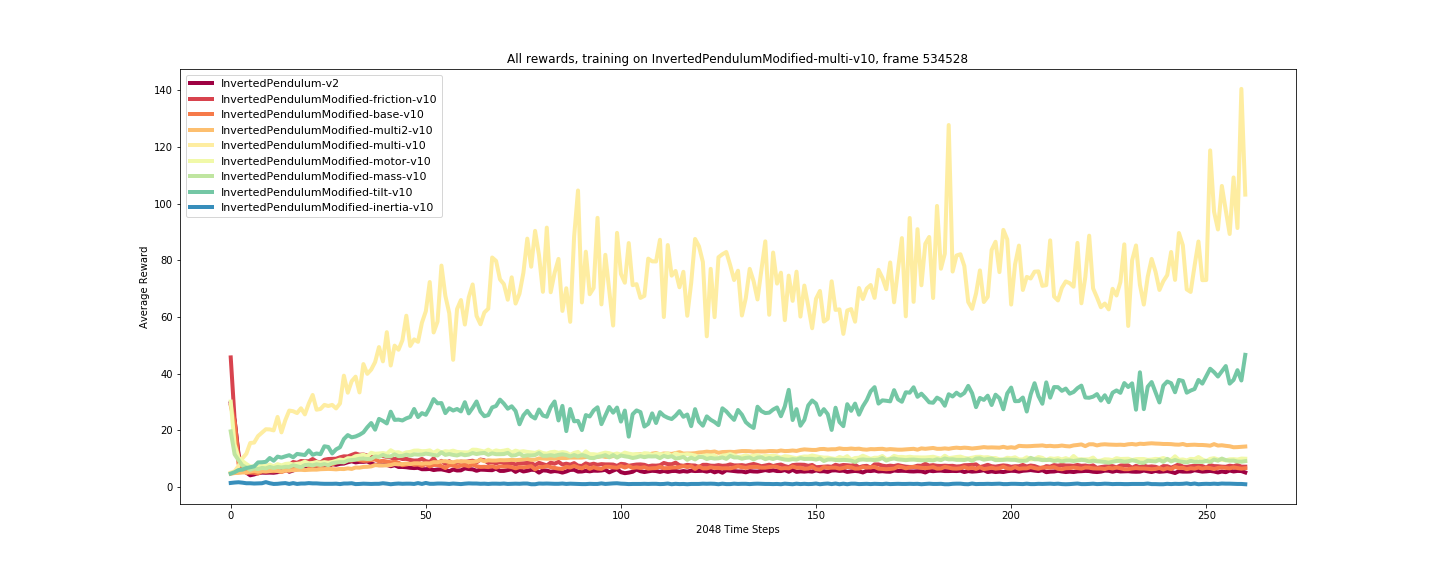 All rewards, training on InvertedPendulumModified-multi-v10, frame 534528
InvertedPendulum-v2
InvertedPendulumModified-friction-v10
InvertedPendulumModified-base-v10
InvertedPendulumModified-multi2-v10
InvertedPendulumModified-multi-v10
InvertedPendulumModified-motor-v10
InvertedPendulumModified-mass-v10
InvertedPendulumModified-tilt-v10
InvertedPendulumModified-inertia-v10
Average Reward
140
120
100
80
60
40
20
0
0 50 100 150 200 250
2048 Time Steps